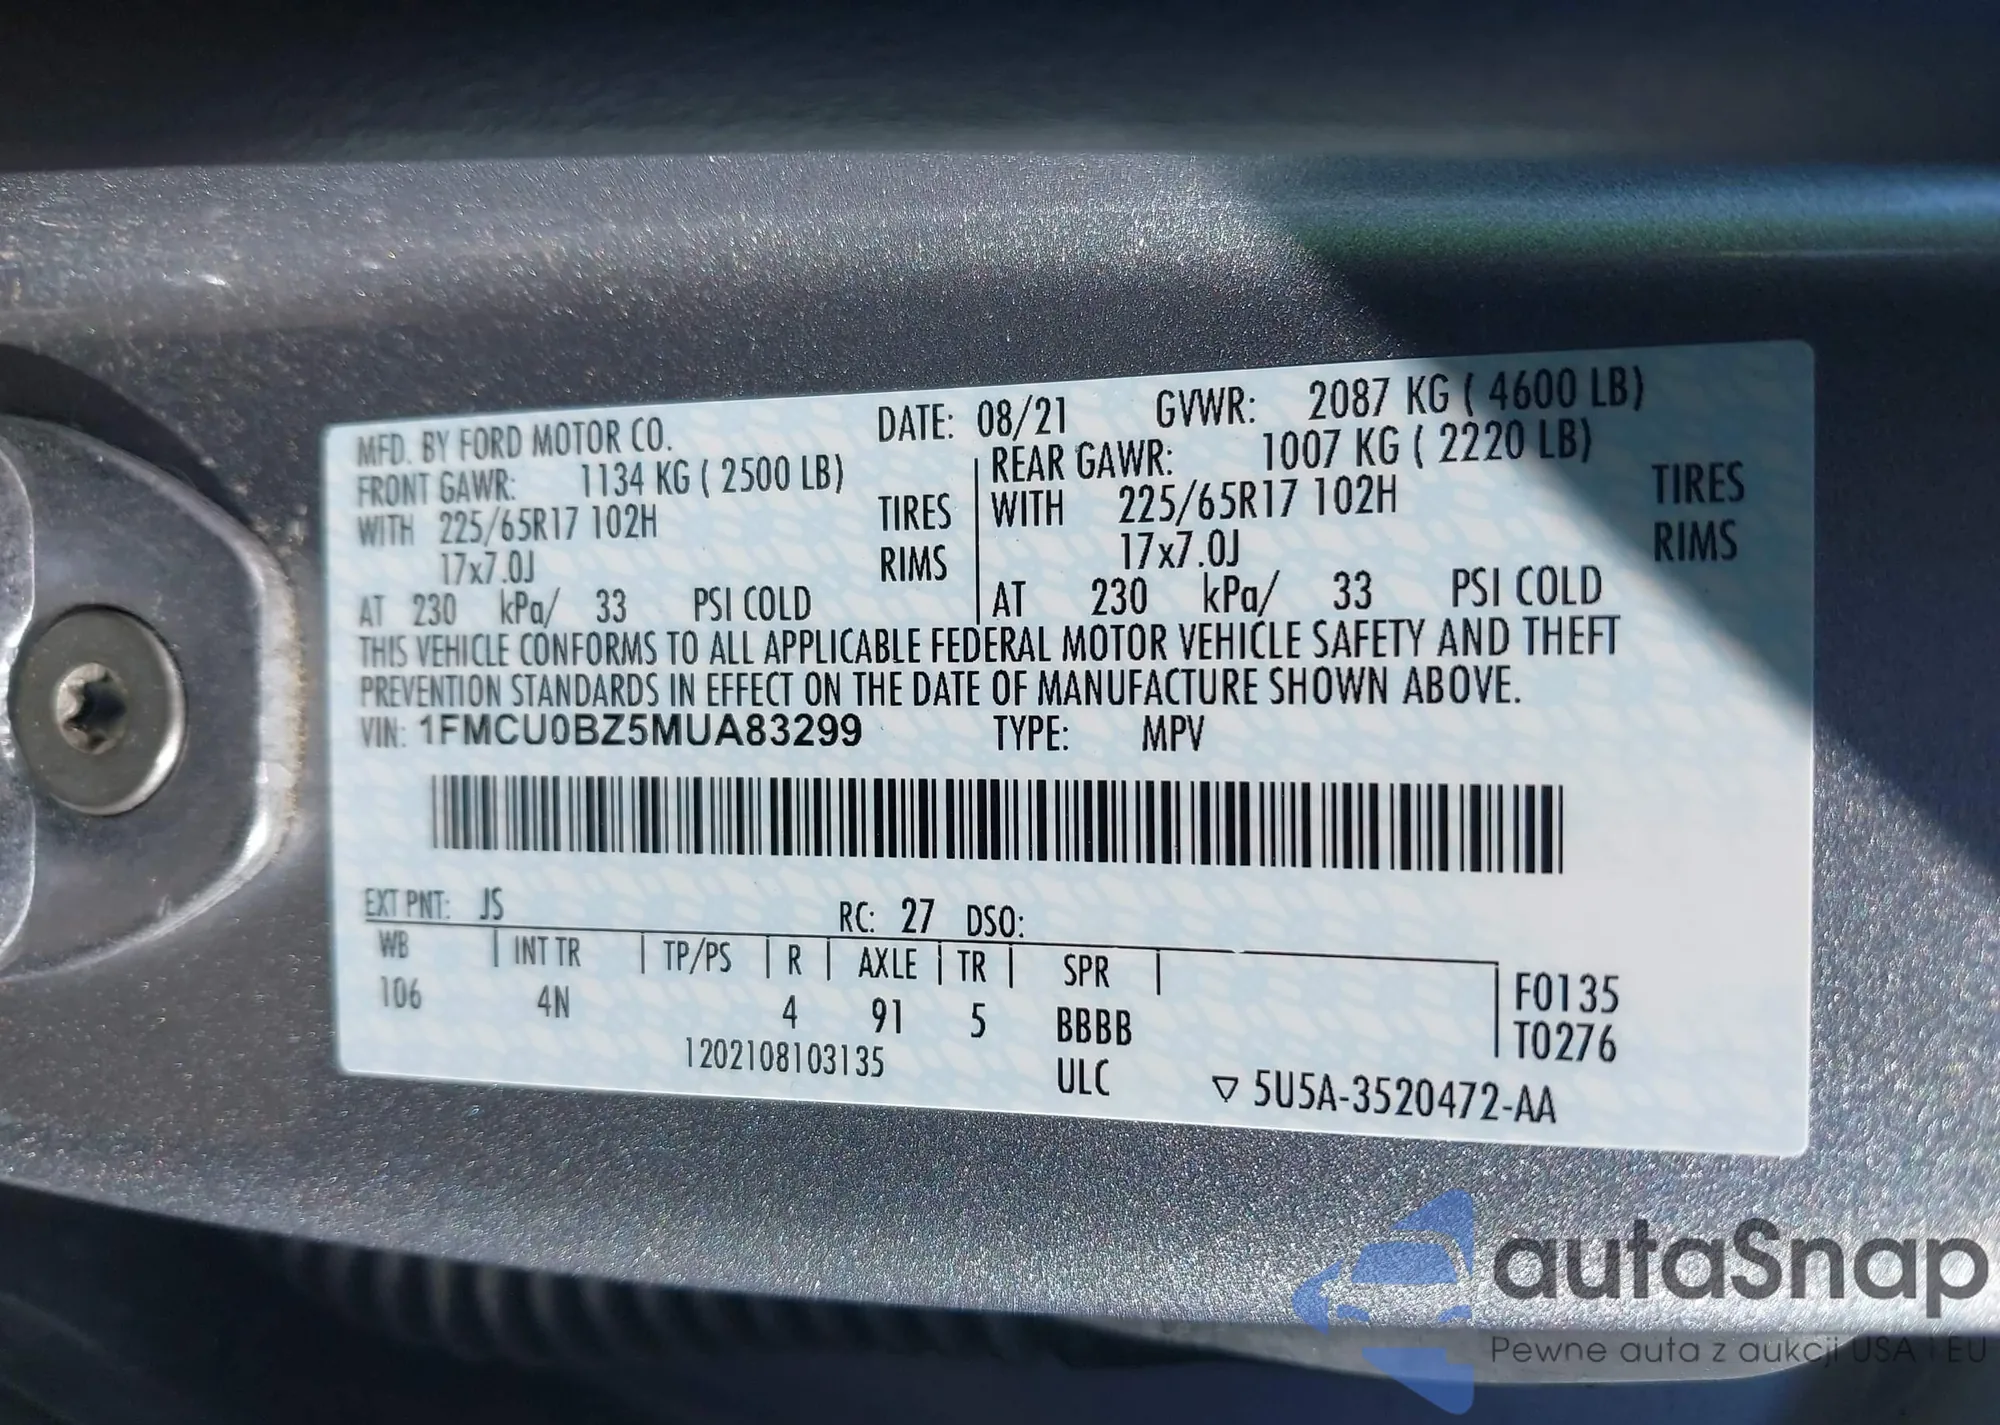 MFD. BY FORD MOTOR CO. DATE: 08/21 GVWR: 2087 KG ( 4600 LB)
FRONT GAWR: 1134 KG ( 2500 LB) REAR GAWR: 1007 KG ( 2220 LB)
WITH 225/65R17 102H TIRES WITH 225/65R17 102H TIRES
17x7.0J RIMS 17x7.0J RIMS
AT 230 kPa/ 33 PSI COLD AT 230 kPa/ 33 PSI COLD
THIS VEHICLE CONFORMS TO ALL APPLICABLE FEDERAL MOTOR VEHICLE SAFETY AND THEFT
PREVENTION STANDARDS IN EFFECT ON THE DATE OF MANUFACTURE SHOWN ABOVE.
VIN: 1FMCU0BZ5MUA83299 TYPE: MPV
EXT PNT: JS RC: 27 DSO:
WB INT TR TP/PS R AXLE TR SPR F0135
106 4N 4 91 5 BBBB T0276
1202108103135 ULC ▽ 5U5A-3520472-AA
autaSnap
Pewne auta z aukcji USA i EU